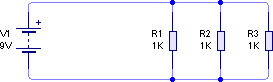 +
V1 R1 R2 R3
9V 1K 1K 1K